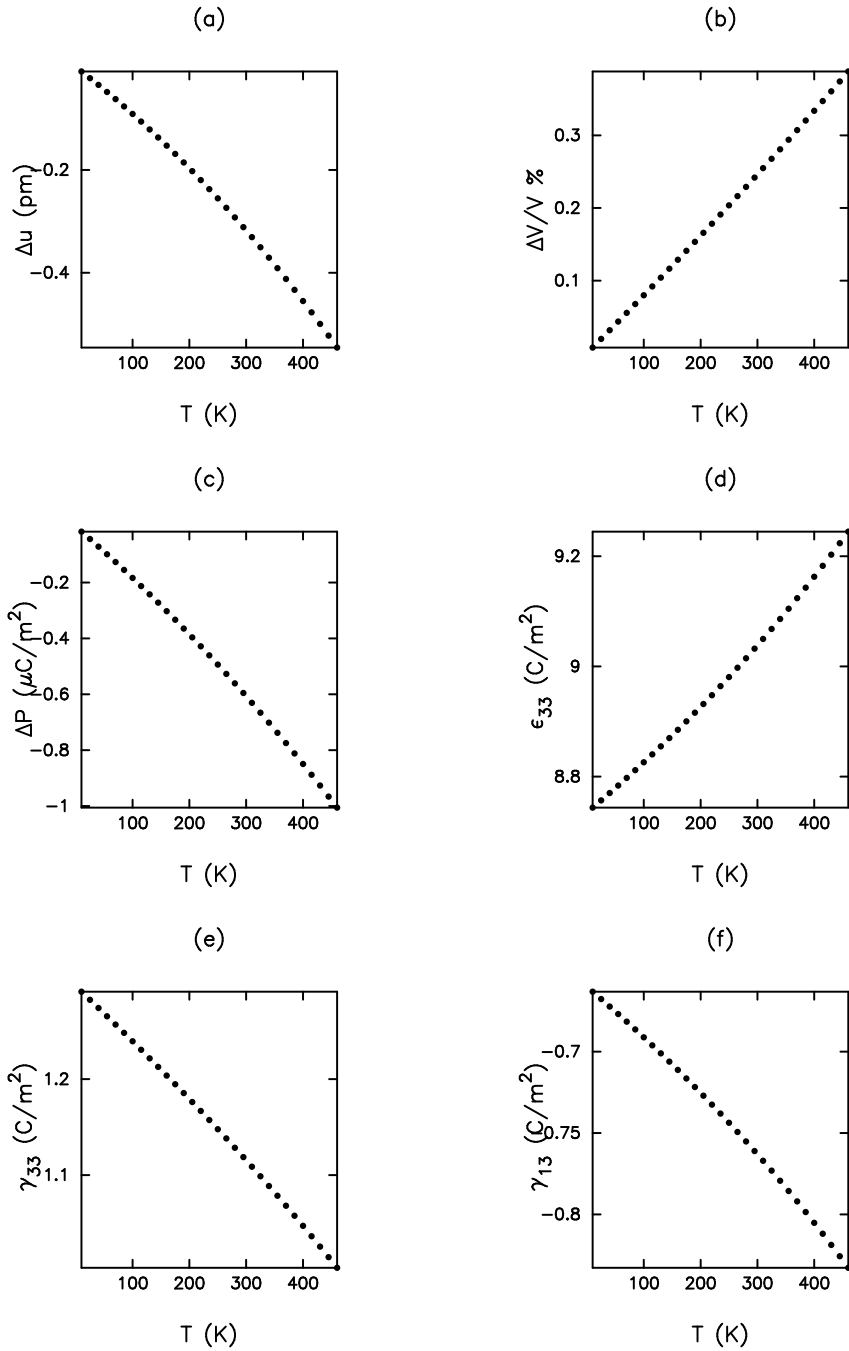 (a)
Δu (pm)
-0.2
-0.4
100 200 300 400
T (K)
(b)
ΔV/V %
0.3
0.2
0.1
100 200 300 400
T (K)
(c)
ΔP (μC/m²)
-0.2
-0.4
-0.6
-0.8
-1
100 200 300 400
T (K)
(d)
ϵ₃₃ (C/m²)
9.2
9
8.8
100 200 300 400
T (K)
(e)
γ₃₃ (C/m²)
1.2
1.1
100 200 300 400
T (K)
(f)
γ₁₃ (C/m²)
-0.7
-0.75
-0.8
100 200 300 400
T (K)